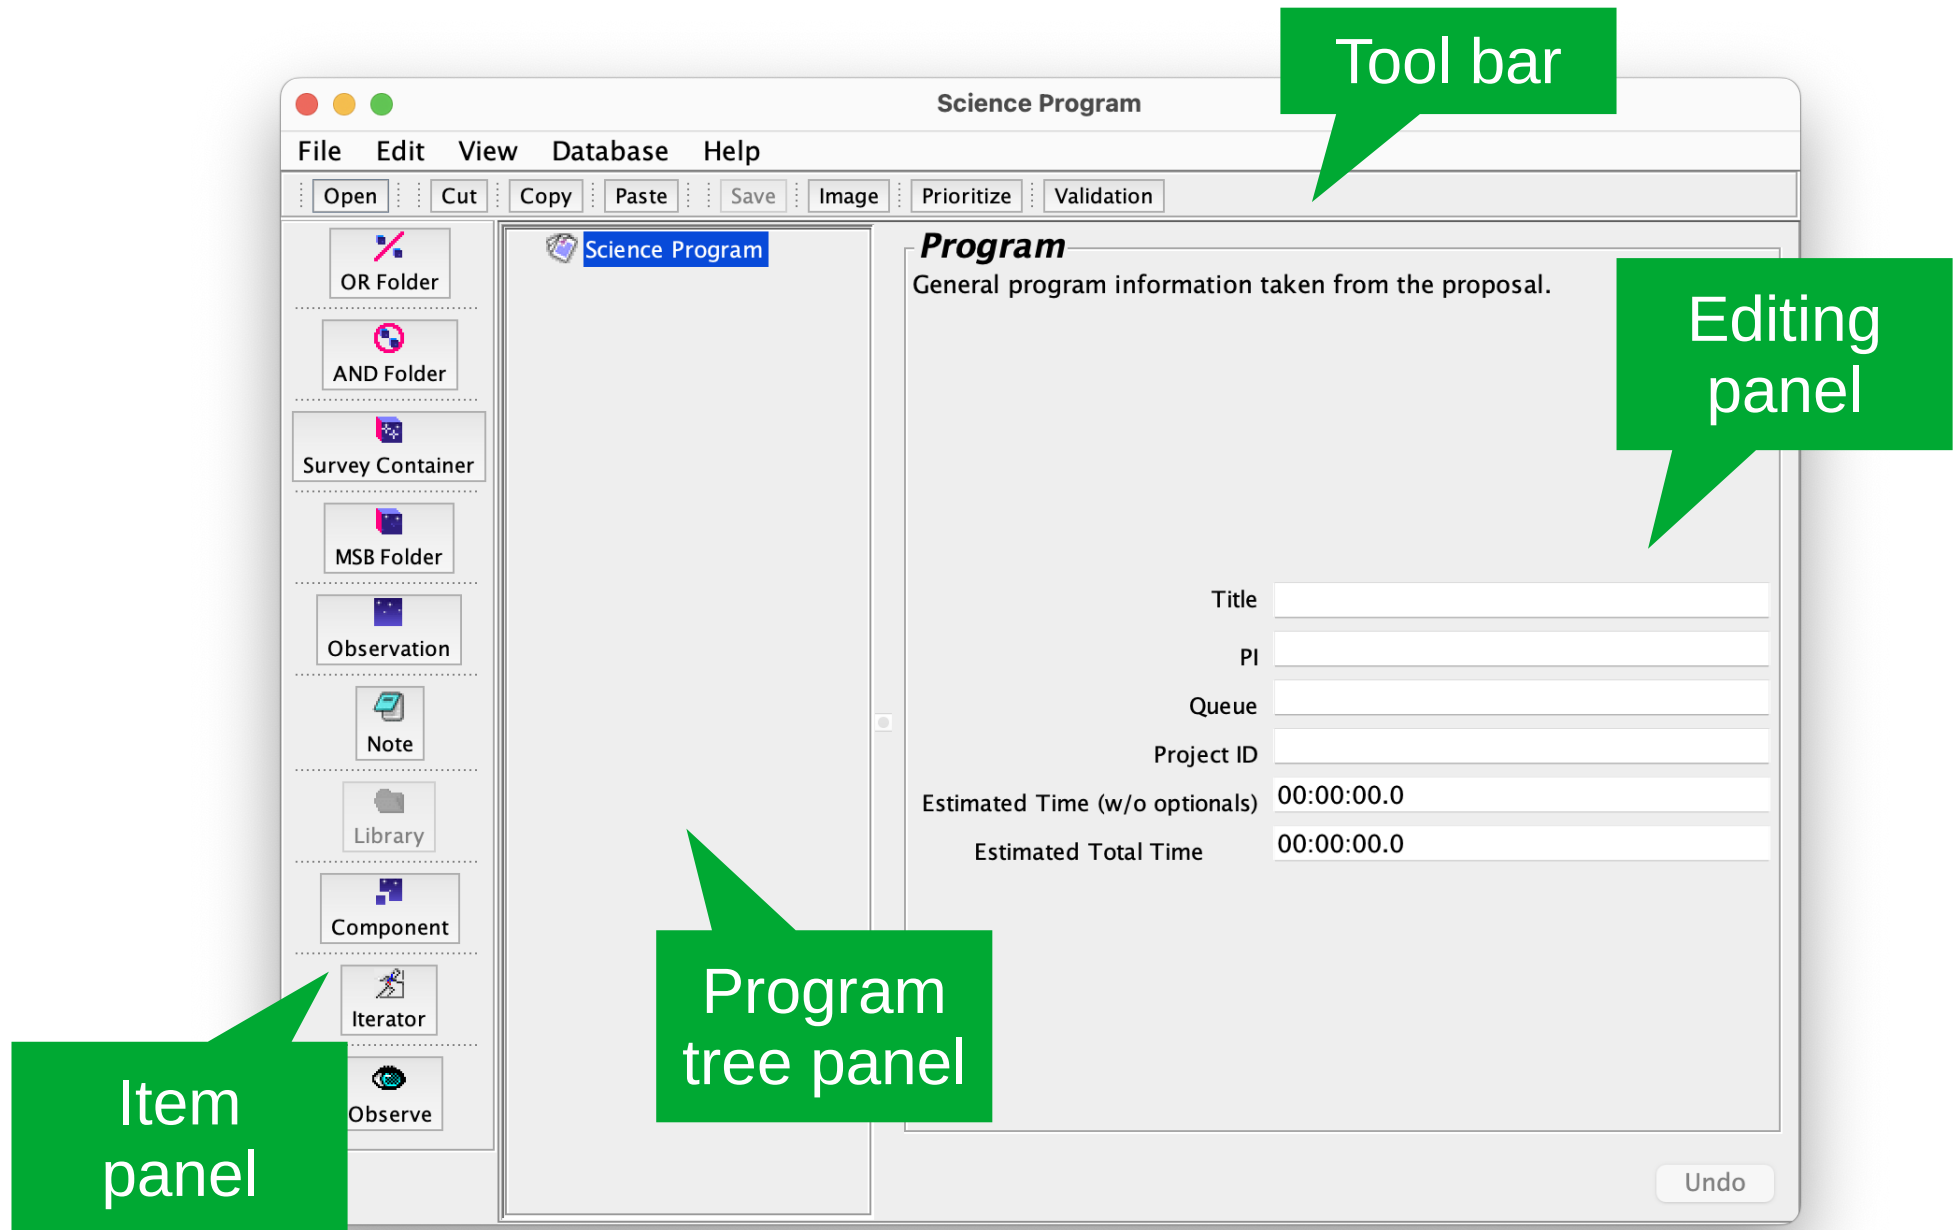 Tool bar
Science Program
File Edit View Database Help
Open Cut Copy Paste Save Image Prioritize Validation
OR Folder
AND Folder
Survey Container
MSB Folder
Observation
Note
Library
Component
Iterator
Observe
Item
panel
Science Program
Program
tree panel
Program
General program information taken from the proposal.
Editing
panel
Title
PI
Queue
Project ID
Estimated Time (w/o optionals) 00:00:00.0
Estimated Total Time 00:00:00.0
Undo